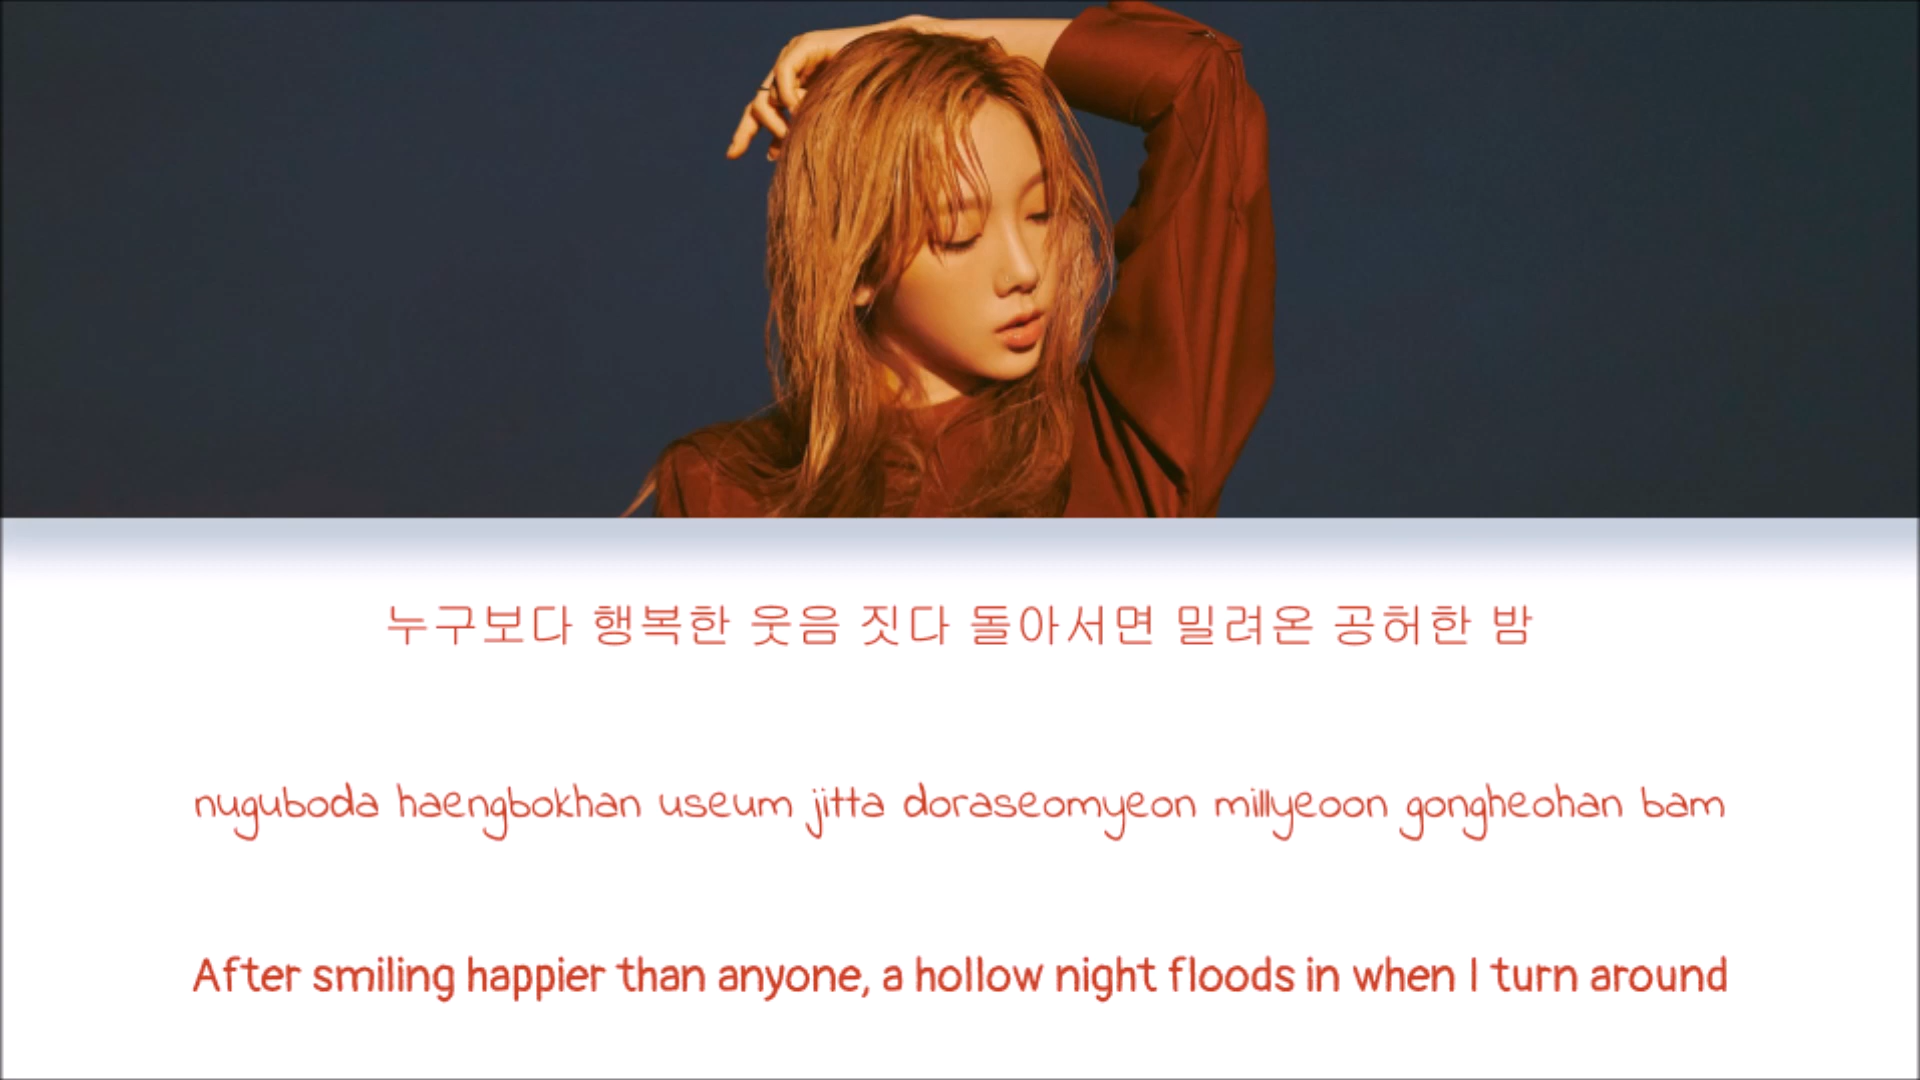 누구보다 행복한 웃음 짓다 돌아서면 밀려온 공허한 밤
nuguboda haengbokhan useum jitta doraseomyeon millyeoon gongheohan bam
After smiling happier than anyone, a hollow night floods in when I turn around